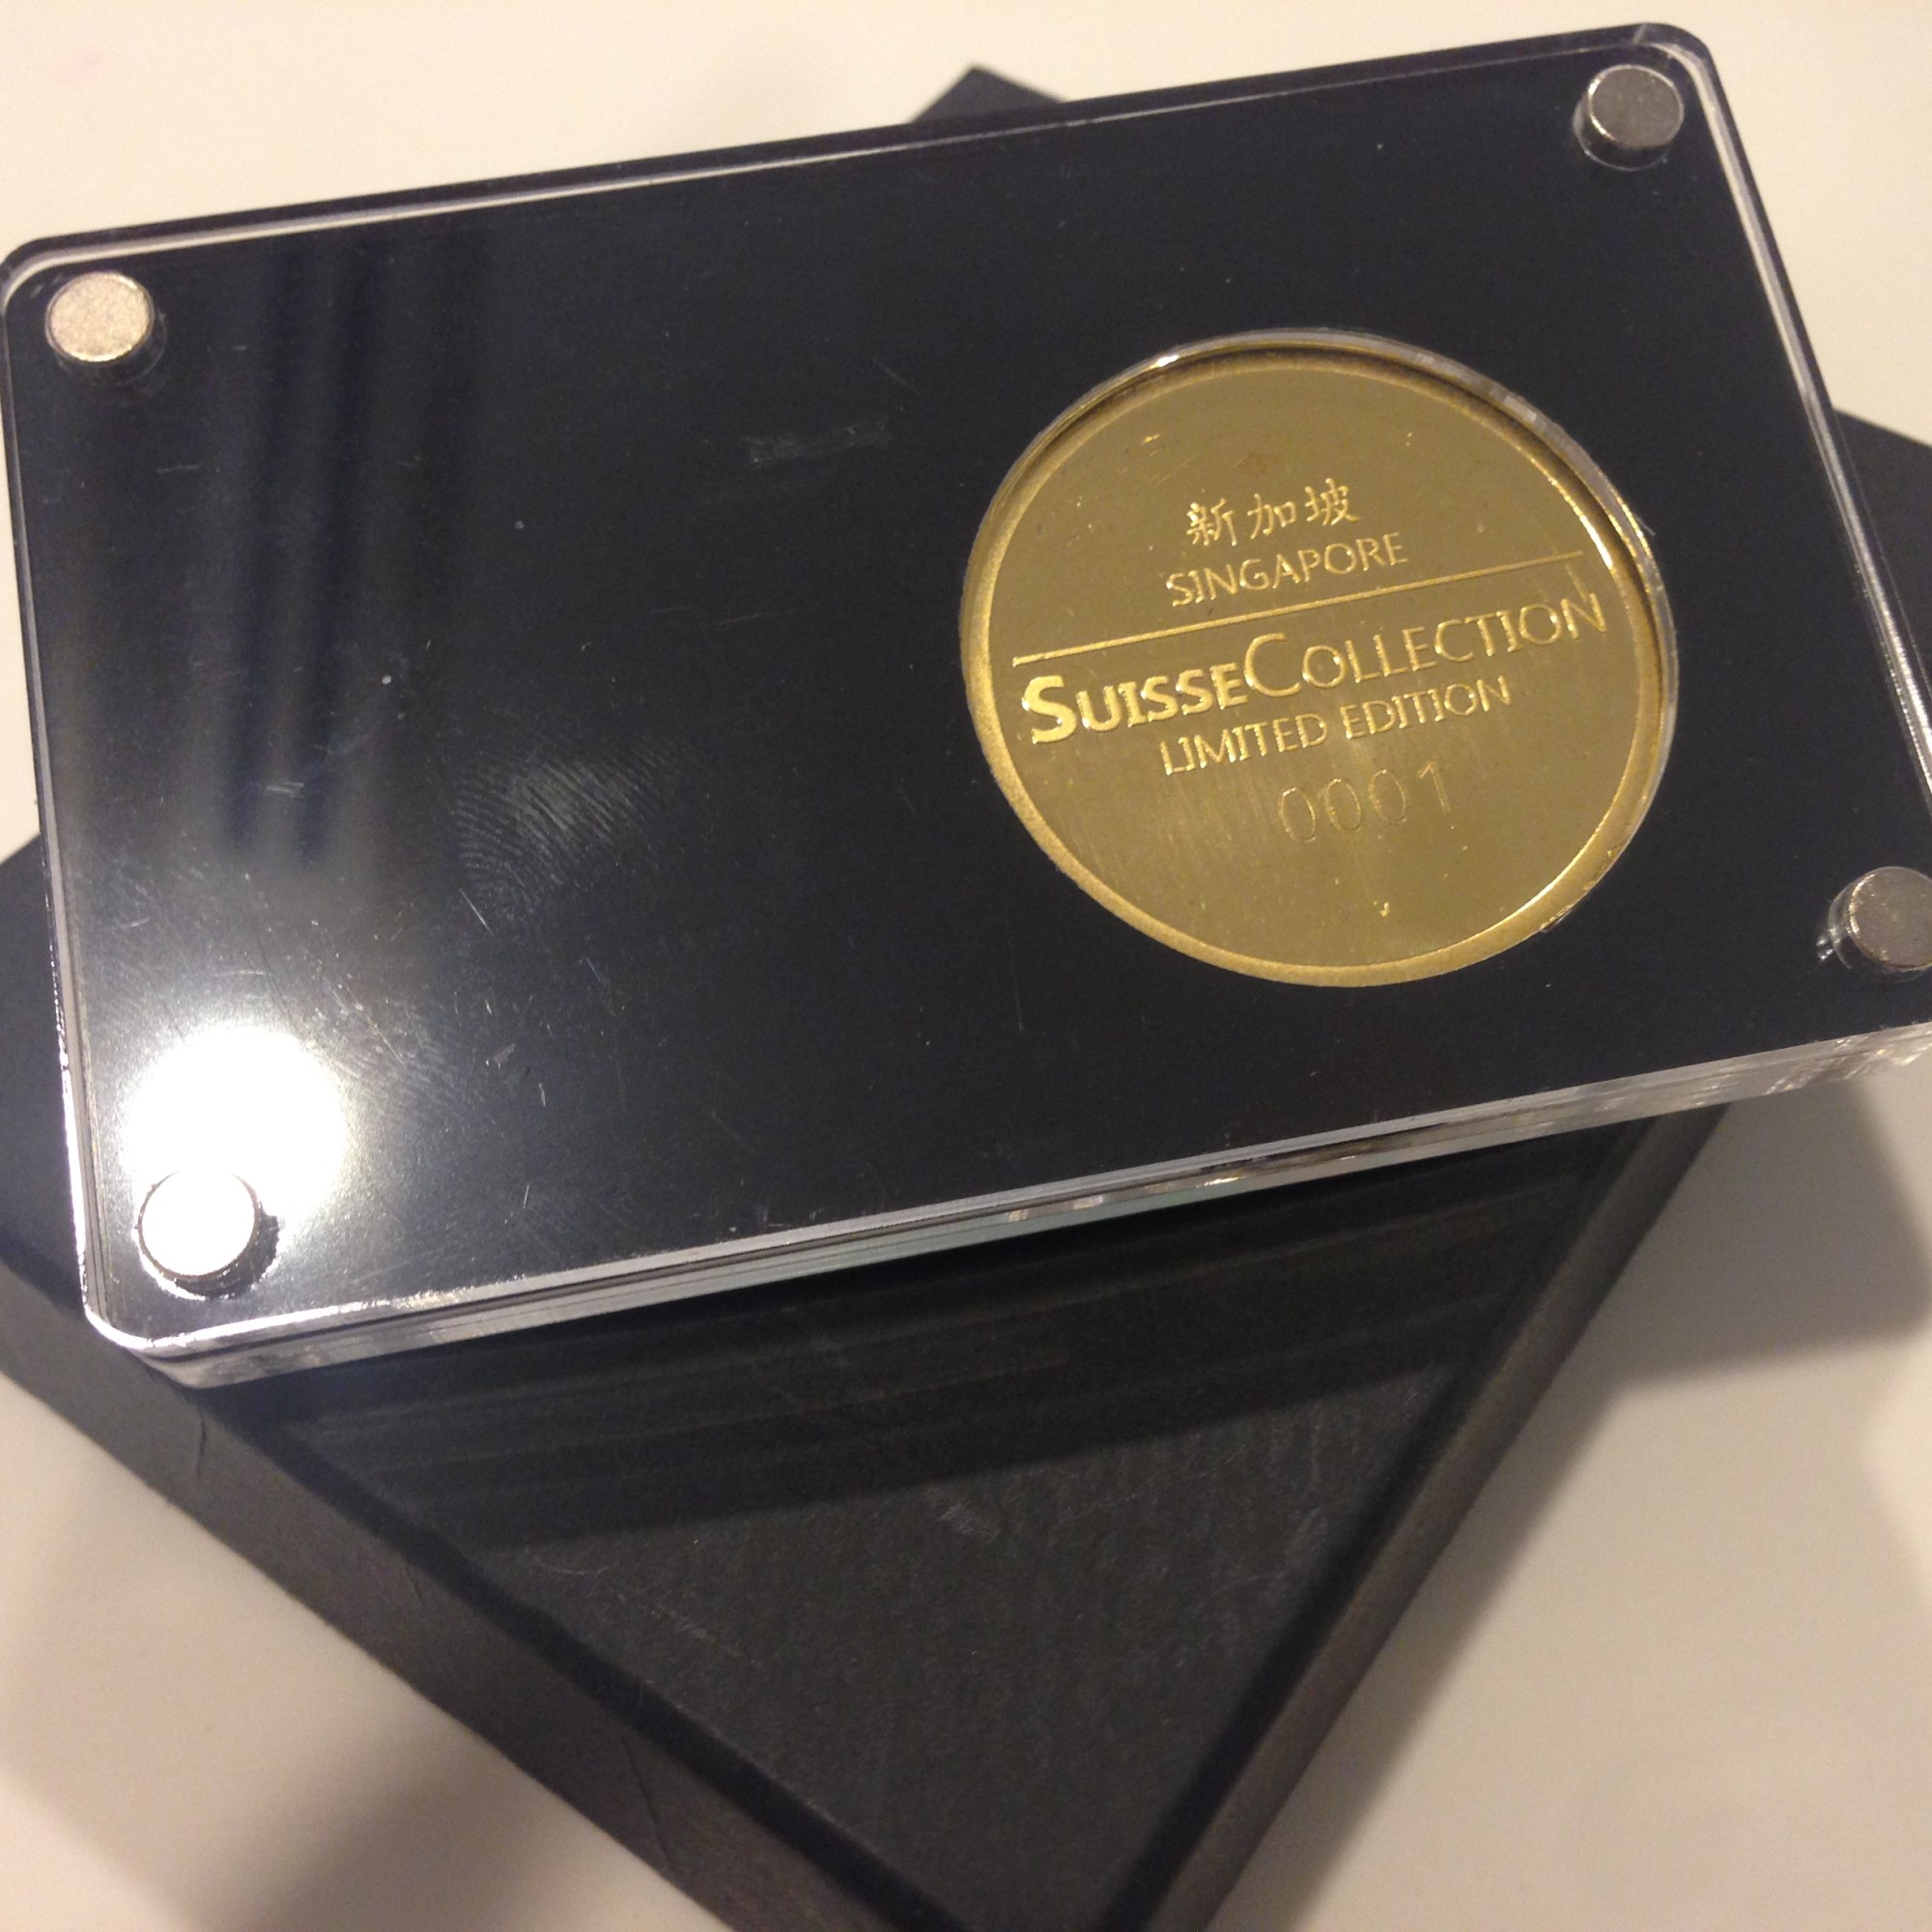 新加坡
SINGAPORE
SUISSECOLLECTION
LIMITED EDITION
0001